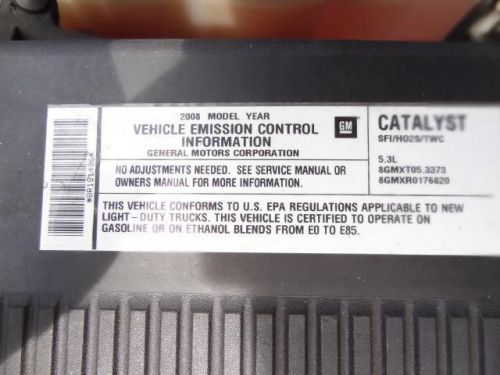 2008 MODEL YEAR
VEHICLE EMISSION CONTROL
INFORMATION
GENERAL MOTORS CORPORATION
GM
CATALYST
SFI/HO2S/TWC
NO ADJUSTMENTS NEEDED. SEE SERVICE MANUAL OR
OWNERS MANUAL FOR MORE INFORMATION.
5.3L
8GMXT05.3373
8GMXR0176820
THIS VEHICLE CONFORMS TO U.S. EPA REGULATIONS APPLICABLE TO NEW
LIGHT-DUTY TRUCKS. THIS VEHICLE IS CERTIFIED TO OPERATE ON
GASOLINE OR ON ETHANOL BLENDS FROM E0 TO E85.